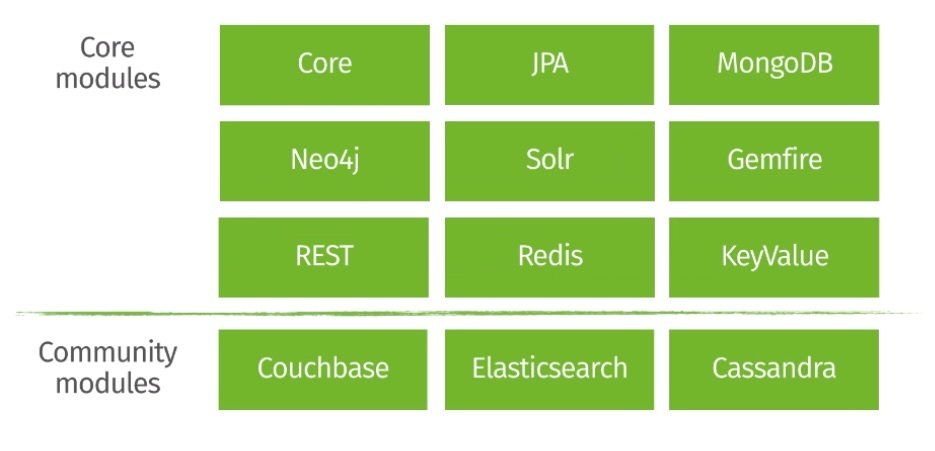 Core
modules
Core
JPA
MongoDB
Neo4j
Solr
Gemfire
REST
Redis
KeyValue
Community
modules
Couchbase
Elasticsearch
Cassandra